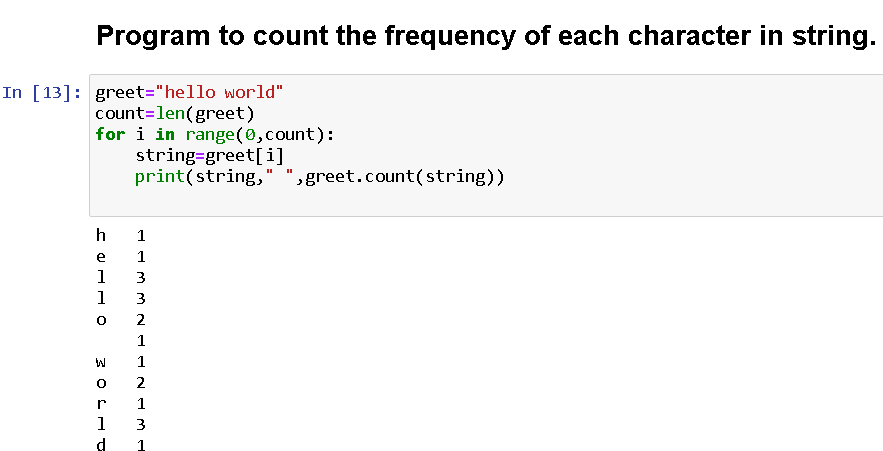 Program to count the frequency of each character in string.
In [13]: greet="hello world"
count=len(greet)
for i in range(0,count):
    string=greet[i]
    print(string," ",greet.count(string))
h   1
e   1
l   3
l   3
o   2
    1
w   1
o   2
r   1
l   3
d   1